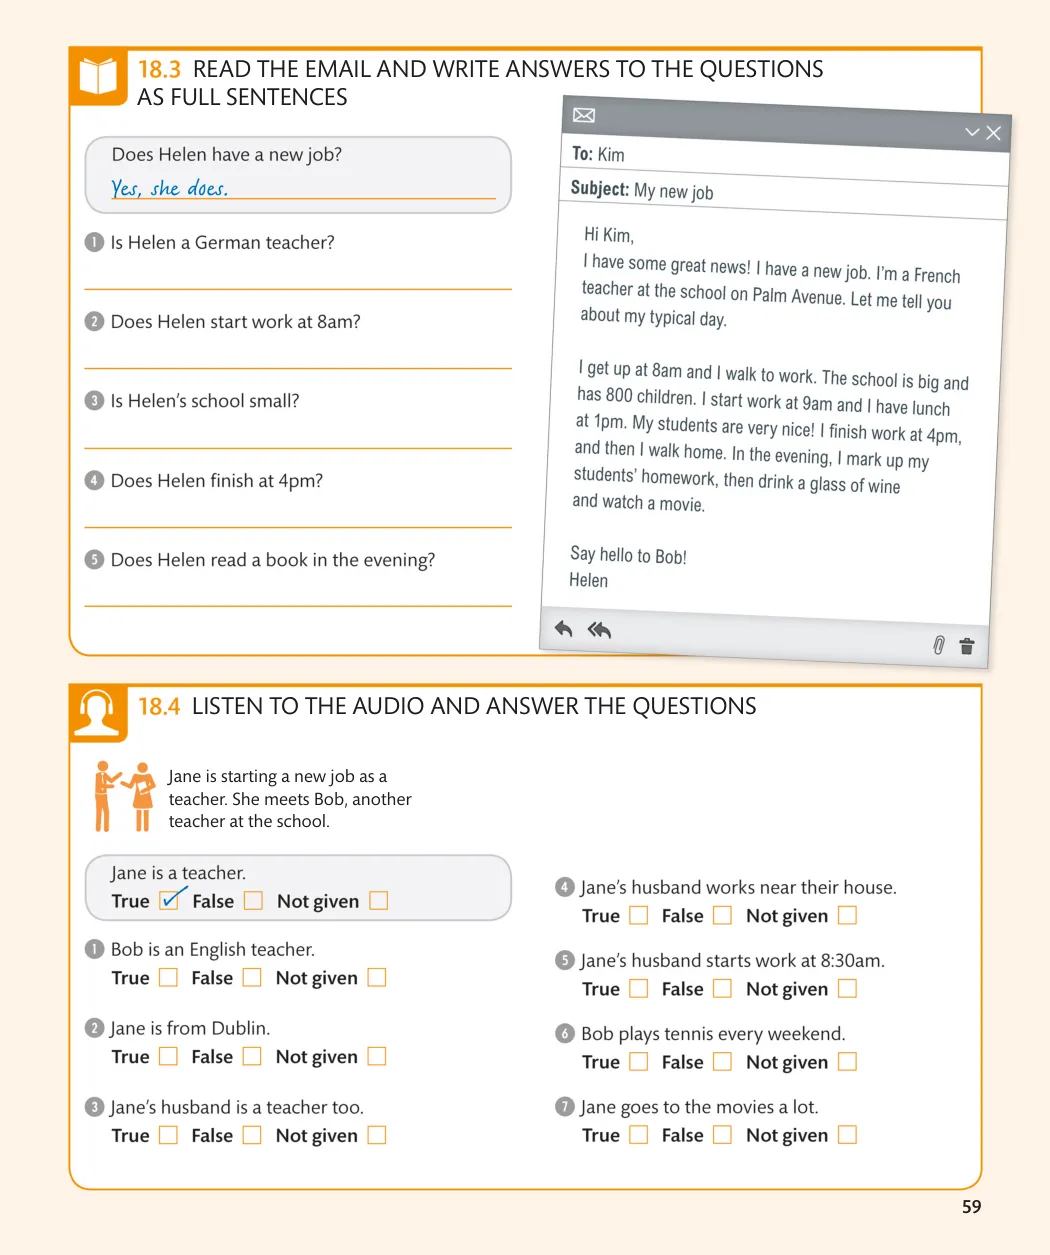 18.3 READ THE EMAIL AND WRITE ANSWERS TO THE QUESTIONS
AS FULL SENTENCES
Does Helen have a new job?
Yes, she does.
1 Is Helen a German teacher?
2 Does Helen start work at 8am?
3 Is Helen's school small?
4 Does Helen finish at 4pm?
5 Does Helen read a book in the evening?
To: Kim
Subject: My new job
Hi Kim,
I have some great news! I have a new job. I'm a French
teacher at the school on Palm Avenue. Let me tell you
about my typical day.
I get up at 8am and I walk to work. The school is big and
has 800 children. I start work at 9am and I have lunch
at 1pm. My students are very nice! I finish work at 4pm,
and then I walk home. In the evening, I mark up my
students' homework, then drink a glass of wine
and watch a movie.
Say hello to Bob!
Helen
18.4 LISTEN TO THE AUDIO AND ANSWER THE QUESTIONS
Jane is starting a new job as a
teacher. She meets Bob, another
teacher at the school.
Jane is a teacher.
True False Not given
1 Bob is an English teacher.
True False Not given
2 Jane is from Dublin.
True False Not given
3 Jane's husband is a teacher too.
True False Not given
4 Jane's husband works near their house.
True False Not given
5 Jane's husband starts work at 8:30am.
True False Not given
6 Bob plays tennis every weekend.
True False Not given
7 Jane goes to the movies a lot.
True False Not given
59